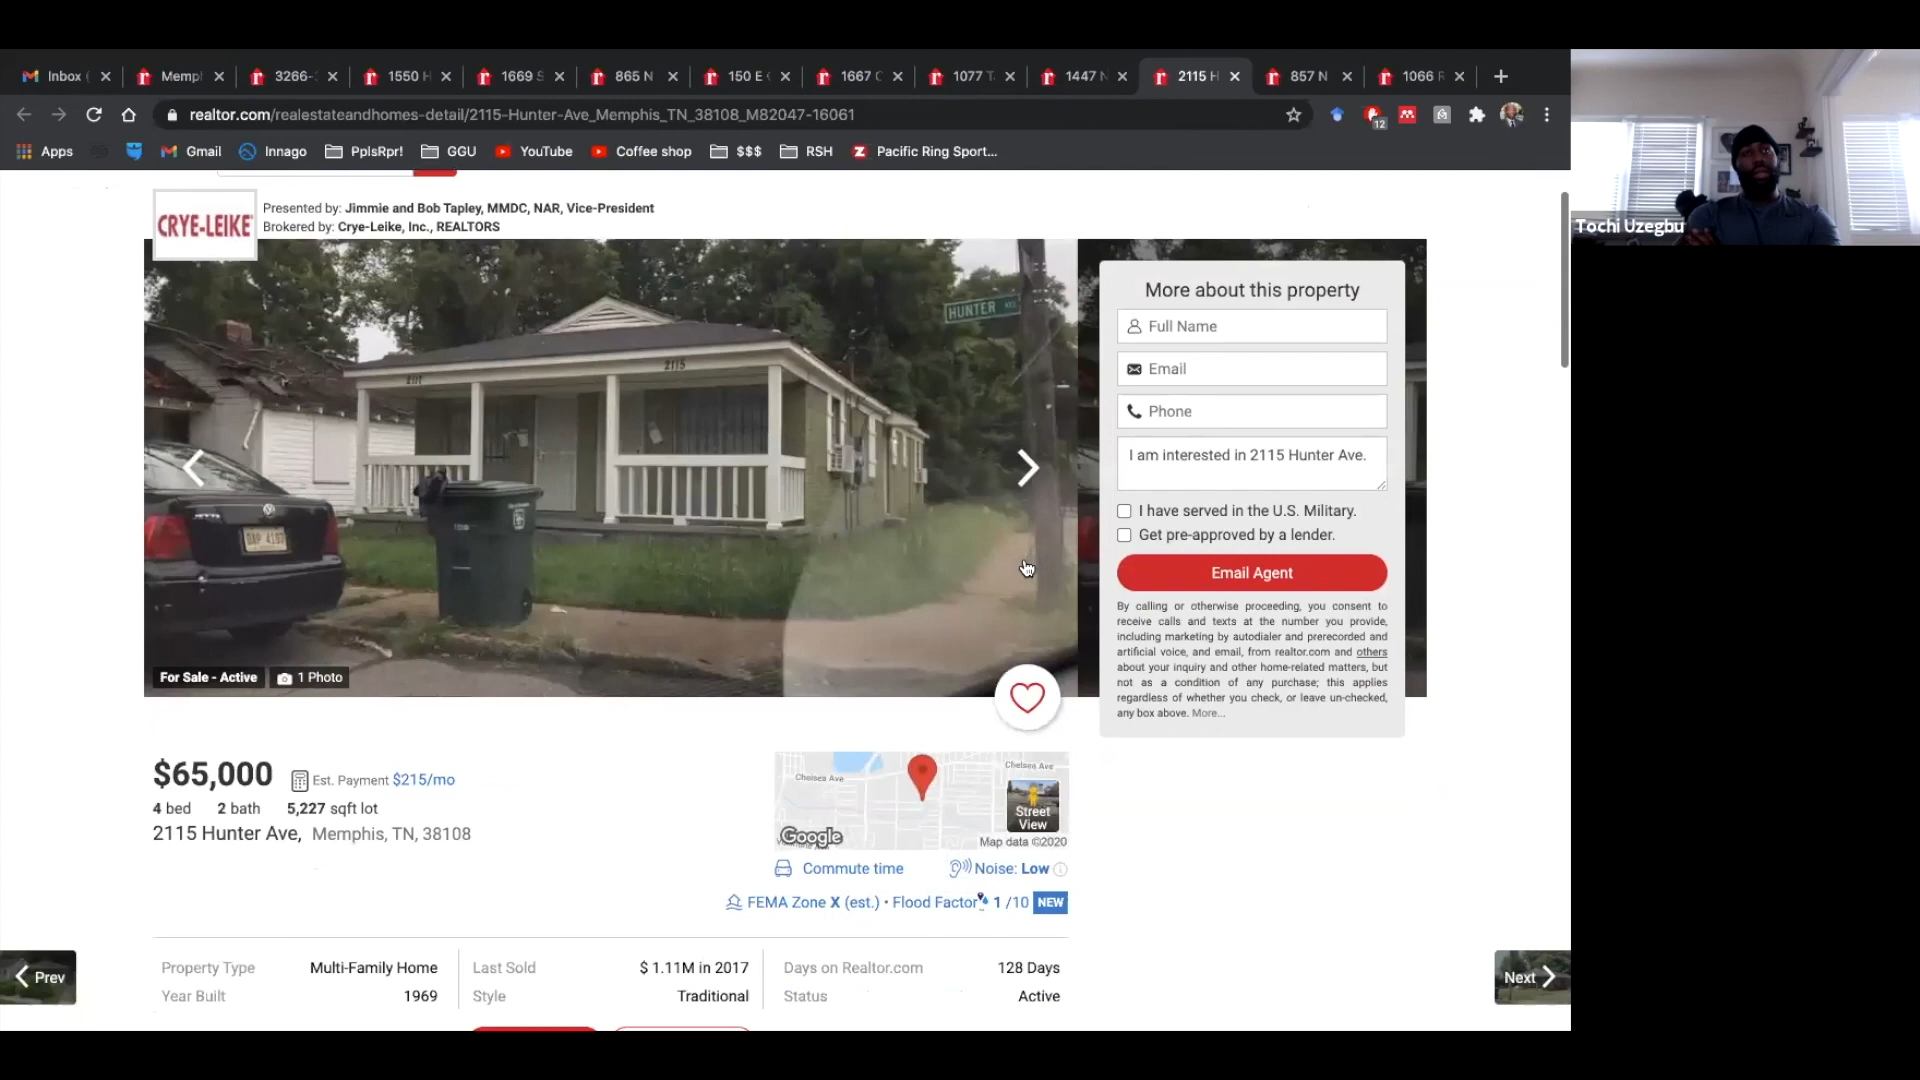 Inbox (
Memp
3266-
1550 H
1669 S
865 N
150 E
1667
1077
1447 N
2115 H
857 N
1066
realtor.com/realestateandhomes-detail/2115-Hunter-Ave_Memphis_TN_38108_M82047-16061
12
Apps
Gmail
Innago
PplsRpr!
GGU
YouTube
Coffee shop
$$$
RSH
Pacific Ring Sport...
Tochi Uzegbu
CRYE-LEIKE
Presented by: Jimmie and Bob Tapley, MMDC, NAR, Vice-President
Brokered by: Crye-Leike, Inc., REALTORS
HUNTER
2117
2115
More about this property
Full Name
Email
Phone
I am interested in 2115 Hunter Ave.
I have served in the U.S. Military.
Get pre-approved by a lender.
Email Agent
By calling or otherwise proceeding, you consent to
receive calls and texts at the number you provide,
including marketing by autodialer and prerecorded and
artificial voice, and email, from realtor.com and others
about your inquiry and other home-related matters, but
not as a condition of any purchase; this applies
regardless of whether you check, or leave un-checked,
any box above. More...
For Sale - Active
1 Photo
$65,000
Est. Payment $215/mo
4 bed 2 bath 5,227 sqft lot
2115 Hunter Ave, Memphis, TN, 38108
Chelsea Ave
Chelsea Ave
Street
View
Google
Map data ©2020
Commute time
Noise: Low
FEMA Zone X (est.) • Flood Factor 1 /10 NEW
Property Type Multi-Family Home
Last Sold $ 1.11M in 2017
Days on Realtor.com 128 Days
Year Built 1969
Style Traditional
Status Active
Prev
Next